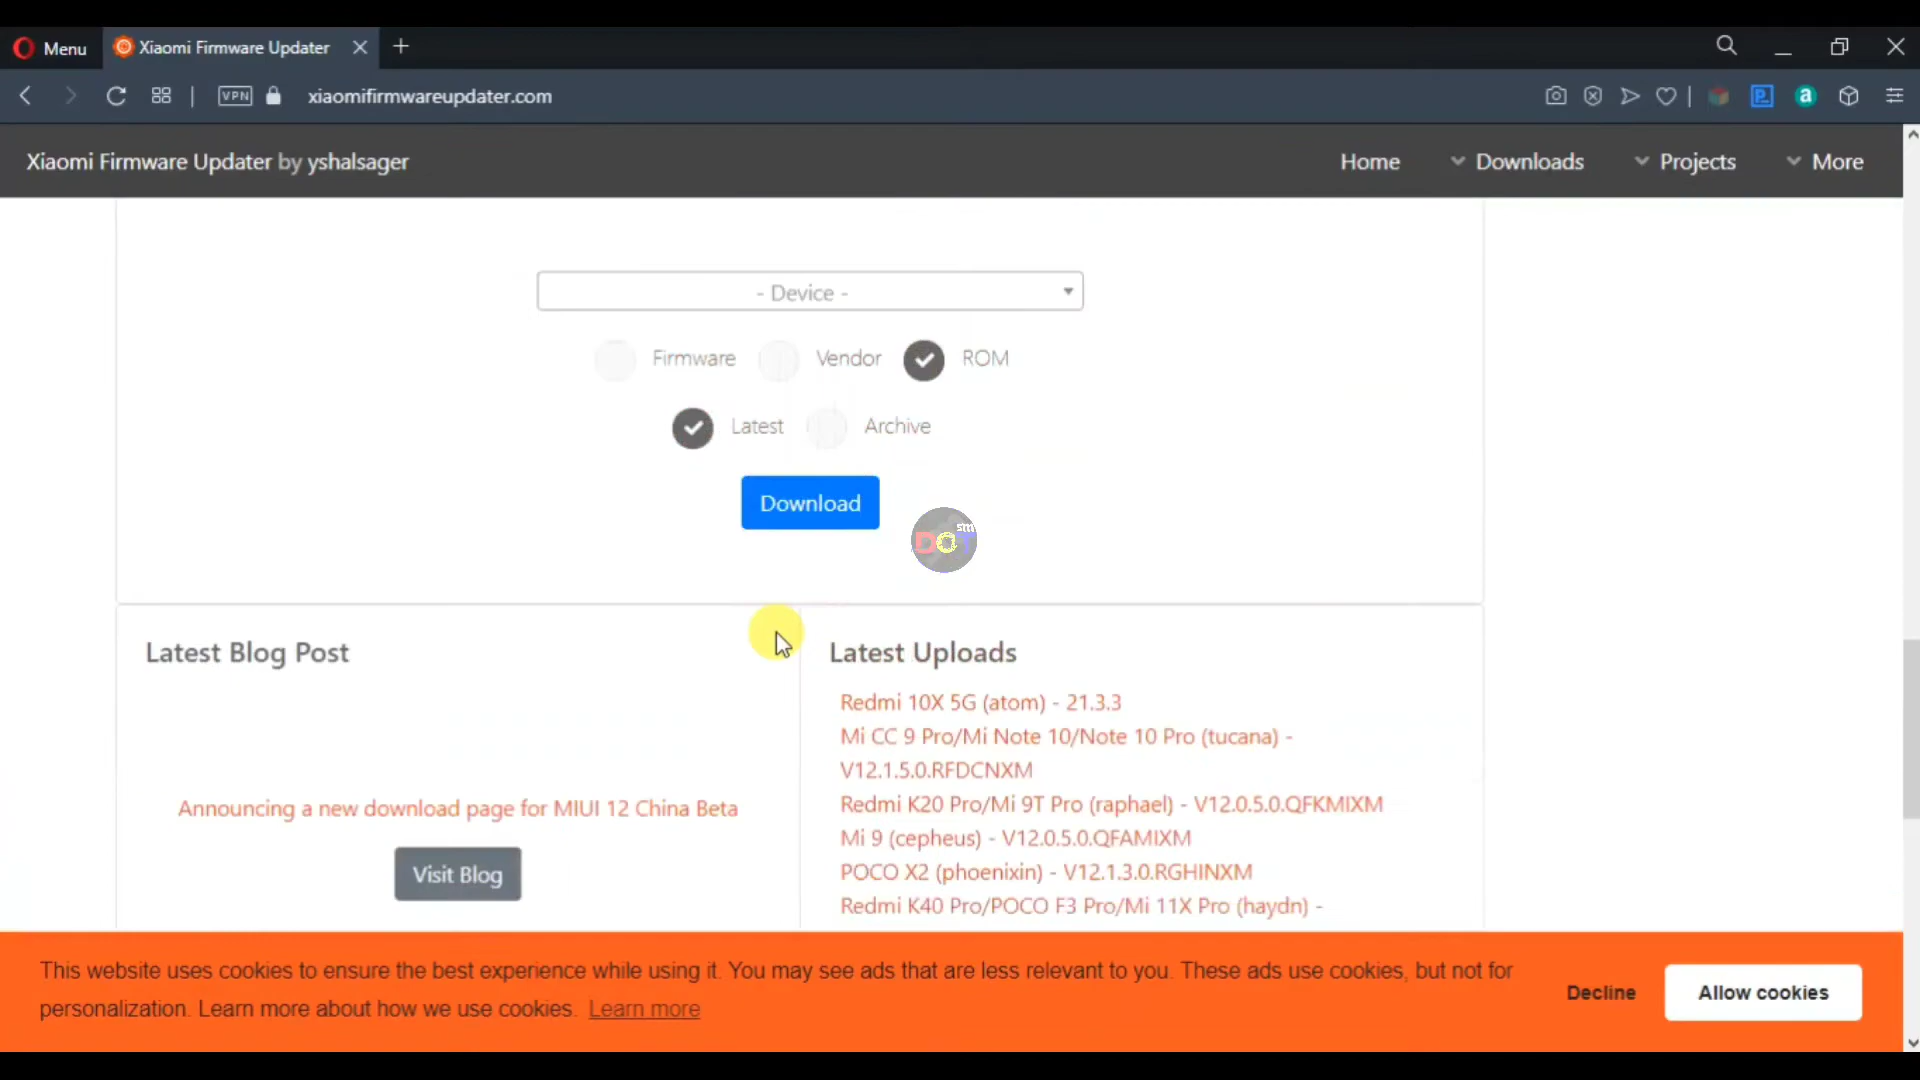 Menu
Xiaomi Firmware Updater
VPN
xiaomifirmwareupdater.com
P_
a
Xiaomi Firmware Updater by yshalsager
Home
Downloads
Projects
More
- Device -
Firmware
Vendor
ROM
Latest
Archive
Download
sm
DOT
Latest Blog Post
Announcing a new download page for MIUI 12 China Beta
Visit Blog
Latest Uploads
Redmi 10X 5G (atom) - 21.3.3
Mi CC 9 Pro/Mi Note 10/Note 10 Pro (tucana) -
V12.1.5.0.RFDCNXM
Redmi K20 Pro/Mi 9T Pro (raphael) - V12.0.5.0.QFKMIXM
Mi 9 (cepheus) - V12.0.5.0.QFAMIXM
POCO X2 (phoenixin) - V12.1.3.0.RGHINXM
Redmi K40 Pro/POCO F3 Pro/Mi 11X Pro (haydn) -
This website uses cookies to ensure the best experience while using it. You may see ads that are less relevant to you. These ads use cookies, but not for
personalization. Learn more about how we use cookies. Learn more
Decline
Allow cookies